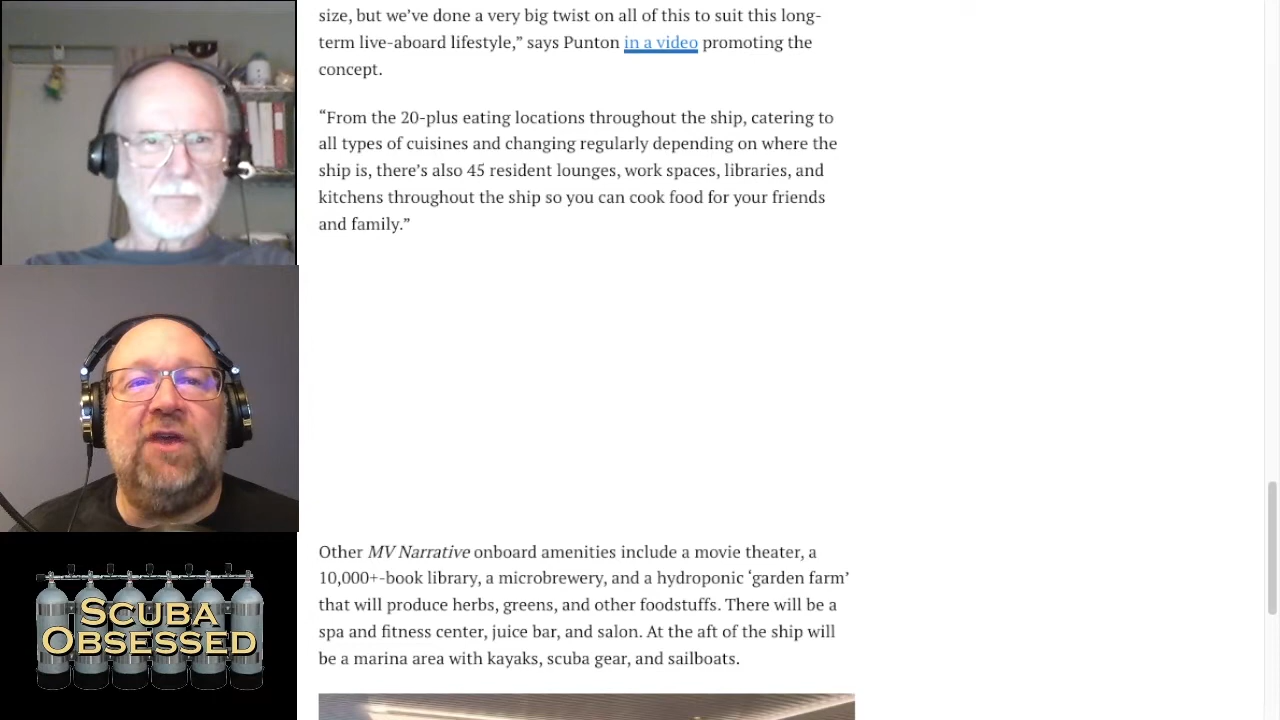 size, but we’ve done a very big twist on all of this to suit this long-
term live-aboard lifestyle,” says Punton in a video promoting the
concept.
“From the 20-plus eating locations throughout the ship, catering to
all types of cuisines and changing regularly depending on where the
ship is, there’s also 45 resident lounges, work spaces, libraries, and
kitchens throughout the ship so you can cook food for your friends
and family.”
Other MV Narrative onboard amenities include a movie theater, a
10,000+-book library, a microbrewery, and a hydroponic ‘garden farm’
that will produce herbs, greens, and other foodstuffs. There will be a
spa and fitness center, juice bar, and salon. At the aft of the ship will
be a marina area with kayaks, scuba gear, and sailboats.
SCUBA
OBSESSED